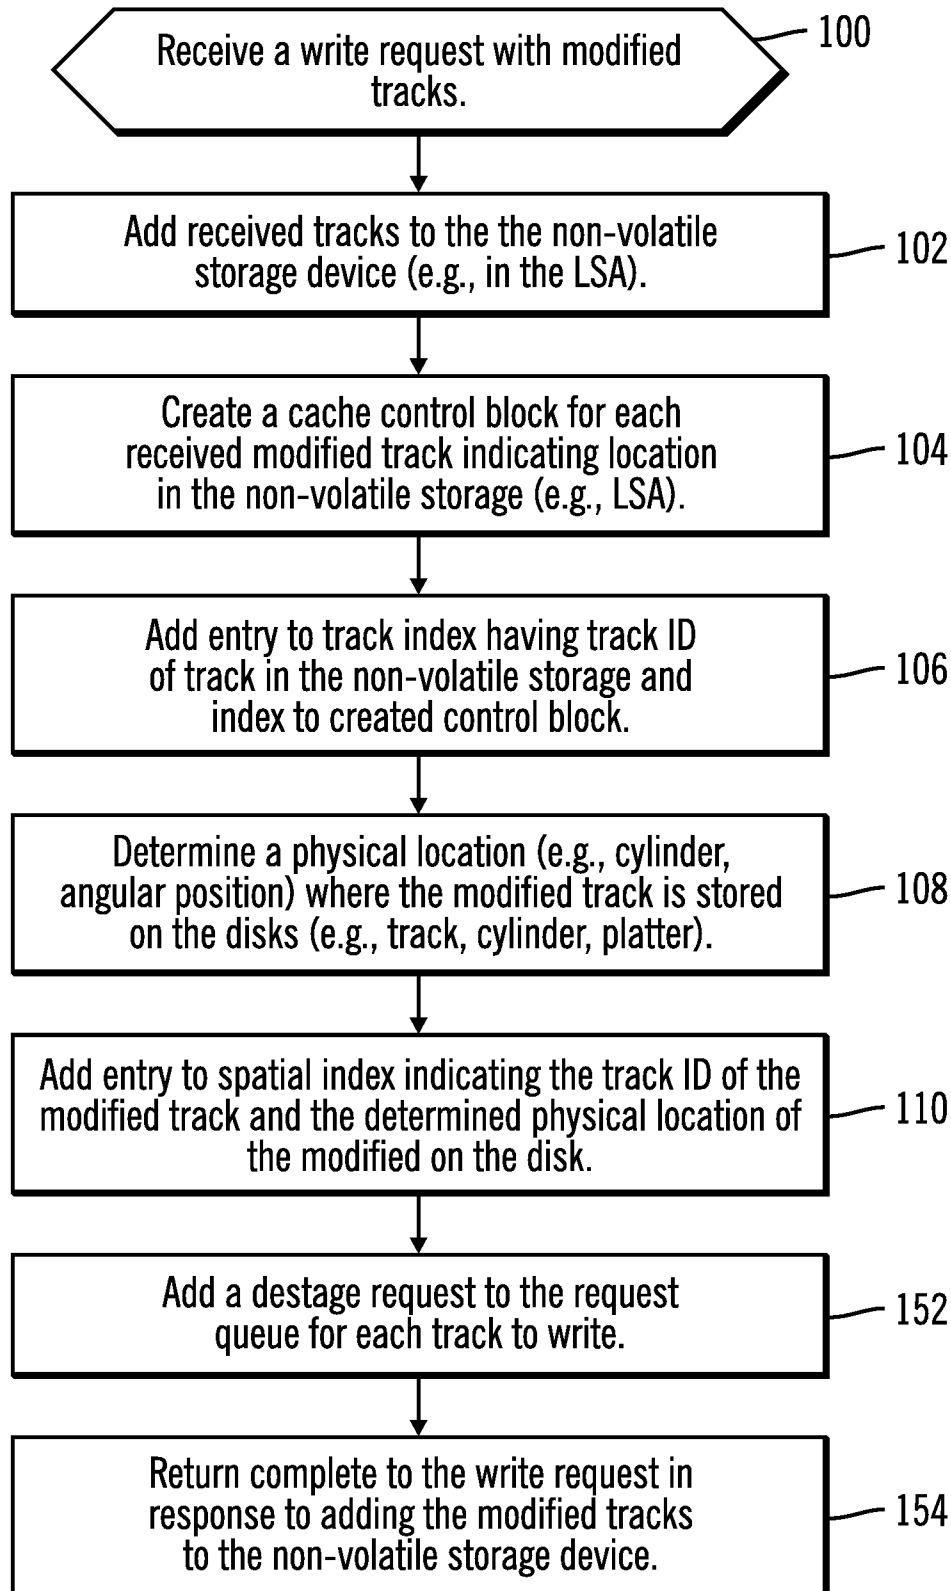 Receive a write request with modified
tracks.
100
Add received tracks to the the non-volatile
storage device (e.g., in the LSA).
102
Create a cache control block for each
received modified track indicating location
in the non-volatile storage (e.g., LSA).
104
Add entry to track index having track ID
of track in the non-volatile storage and
index to created control block.
106
Determine a physical location (e.g., cylinder,
angular position) where the modified track is stored
on the disks (e.g., track, cylinder, platter).
108
Add entry to spatial index indicating the track ID of the
modified track and the determined physical location of
the modified on the disk.
110
Add a destage request to the request
queue for each track to write.
152
Return complete to the write request in
response to adding the modified tracks
to the non-volatile storage device.
154